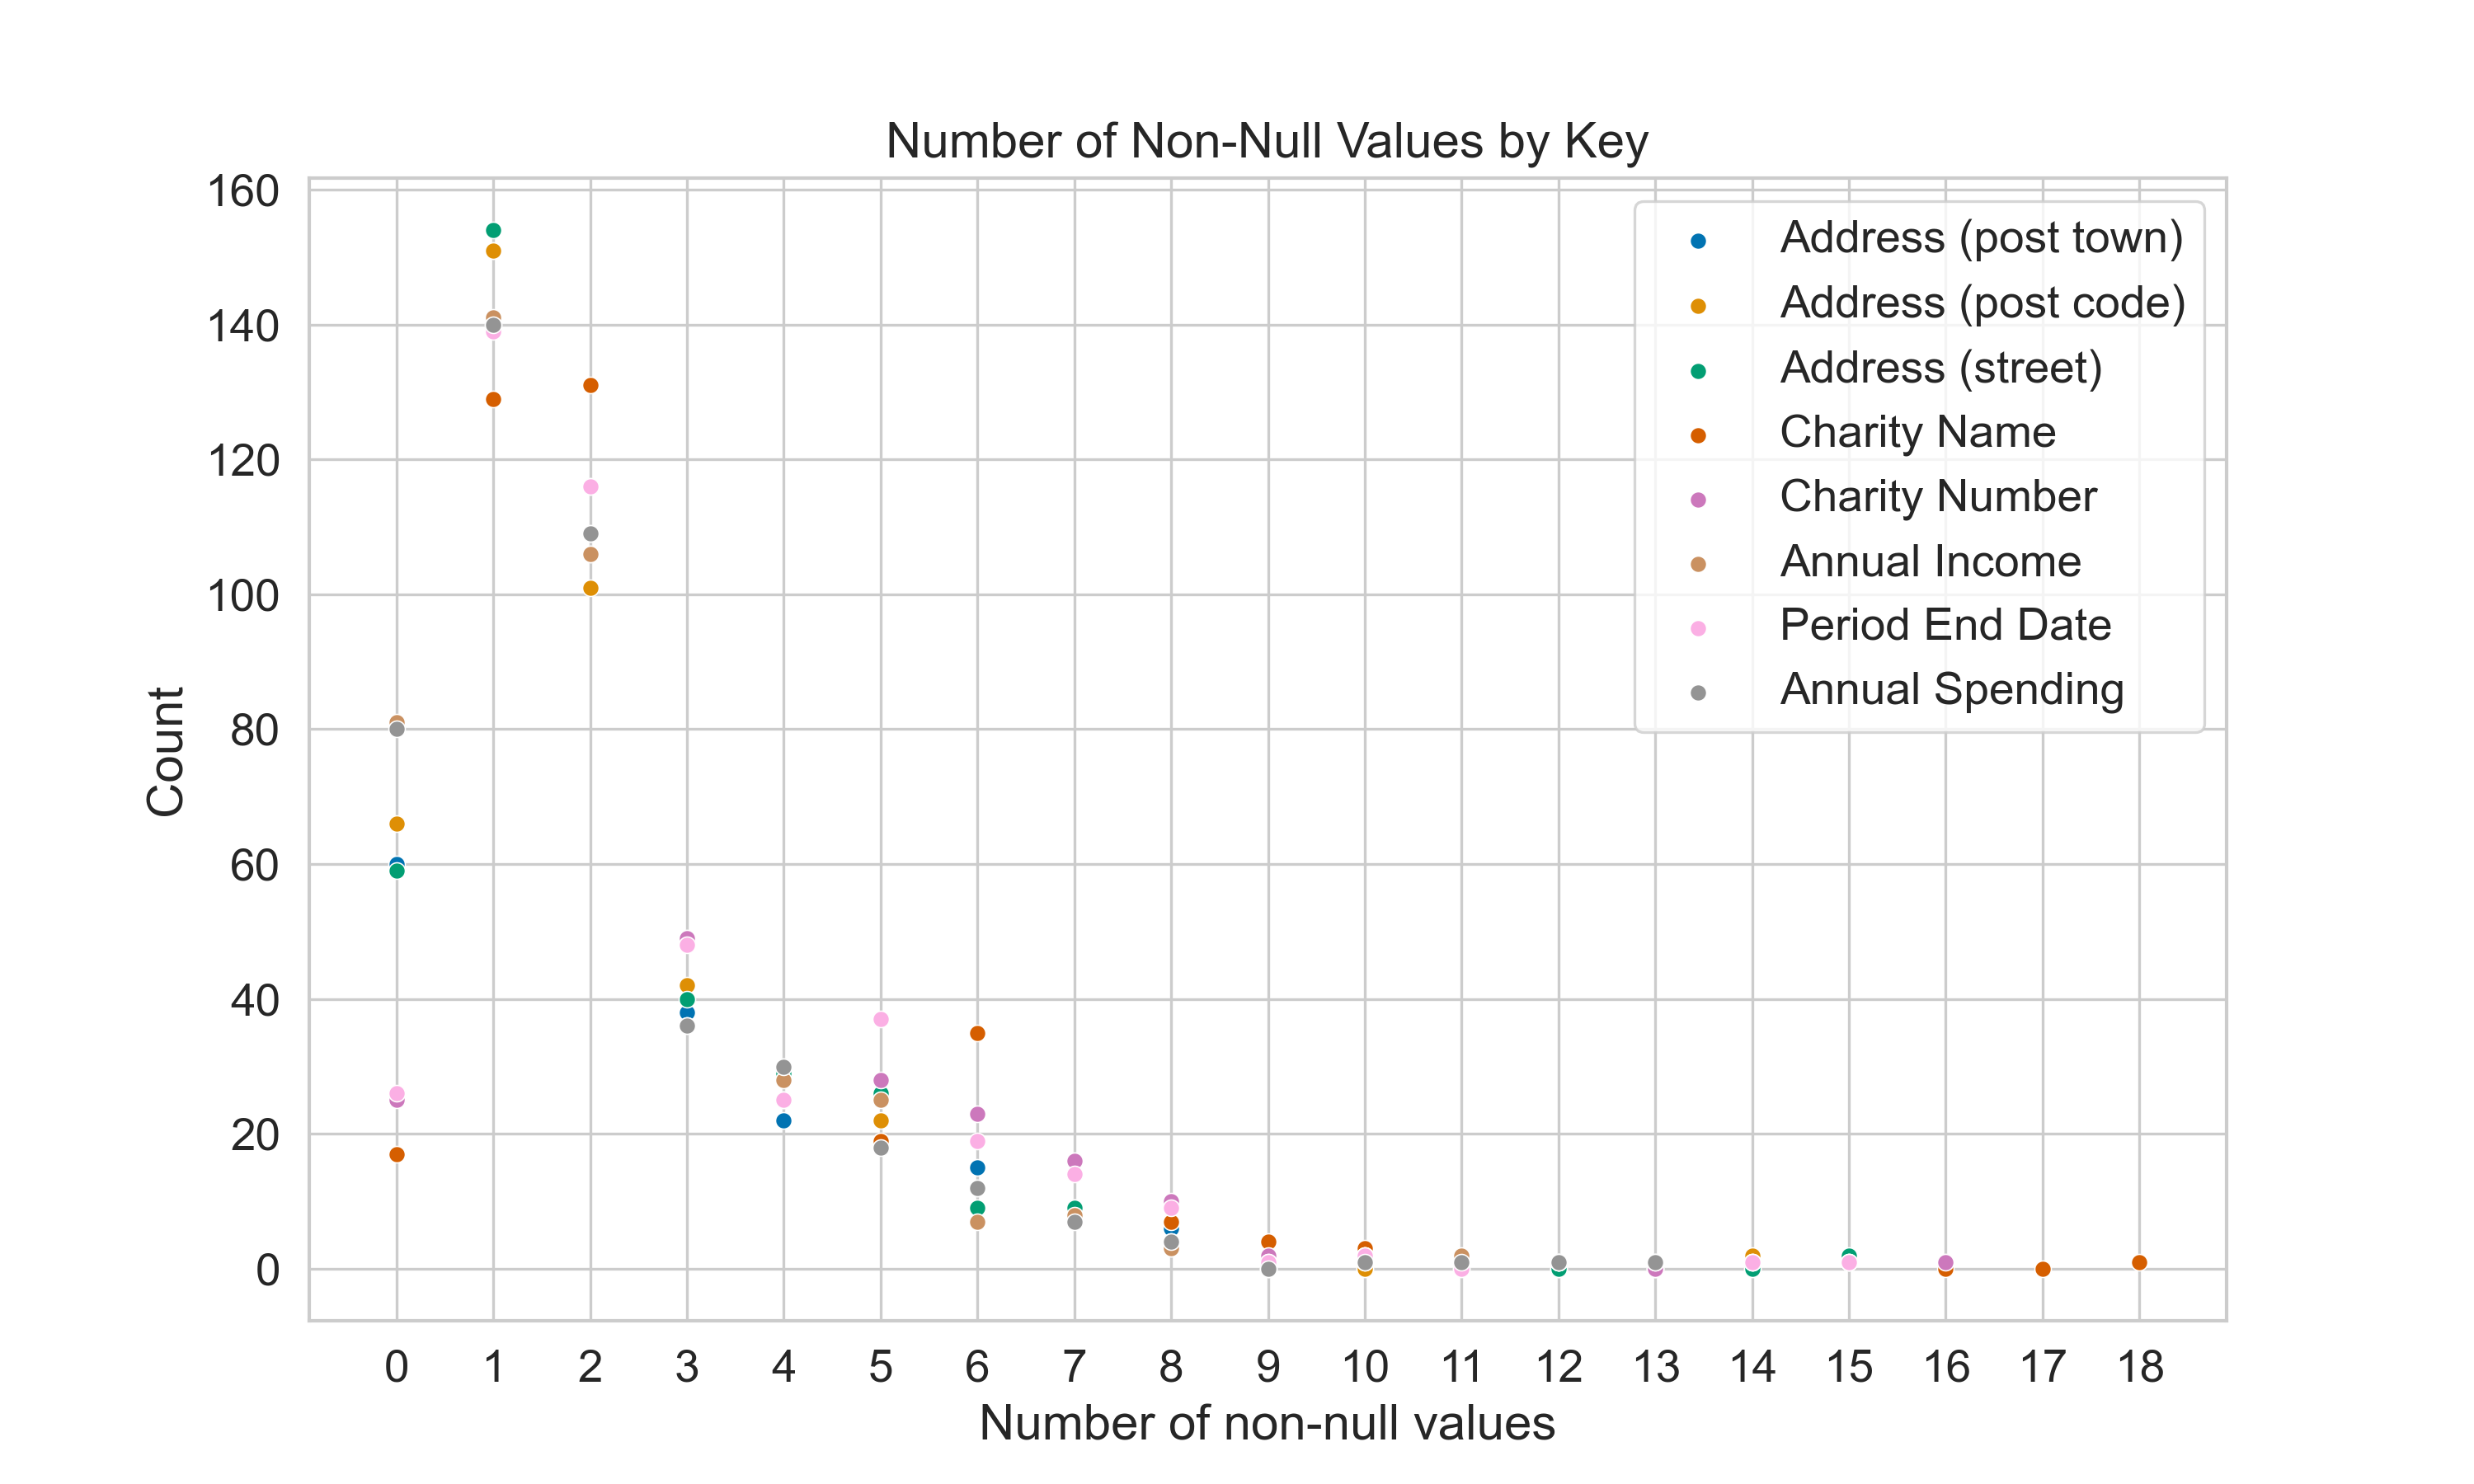 Number of Non-Null Values by Key
160
140
120
100
80
60
40
20
0
Count
Address (post town)
Address (post code)
Address (street)
Charity Name
Charity Number
Annual Income
Period End Date
Annual Spending
0 1 2 3 4 5 6 7 8 9 10 11 12 13 14 15 16 17 18
Number of non-null values